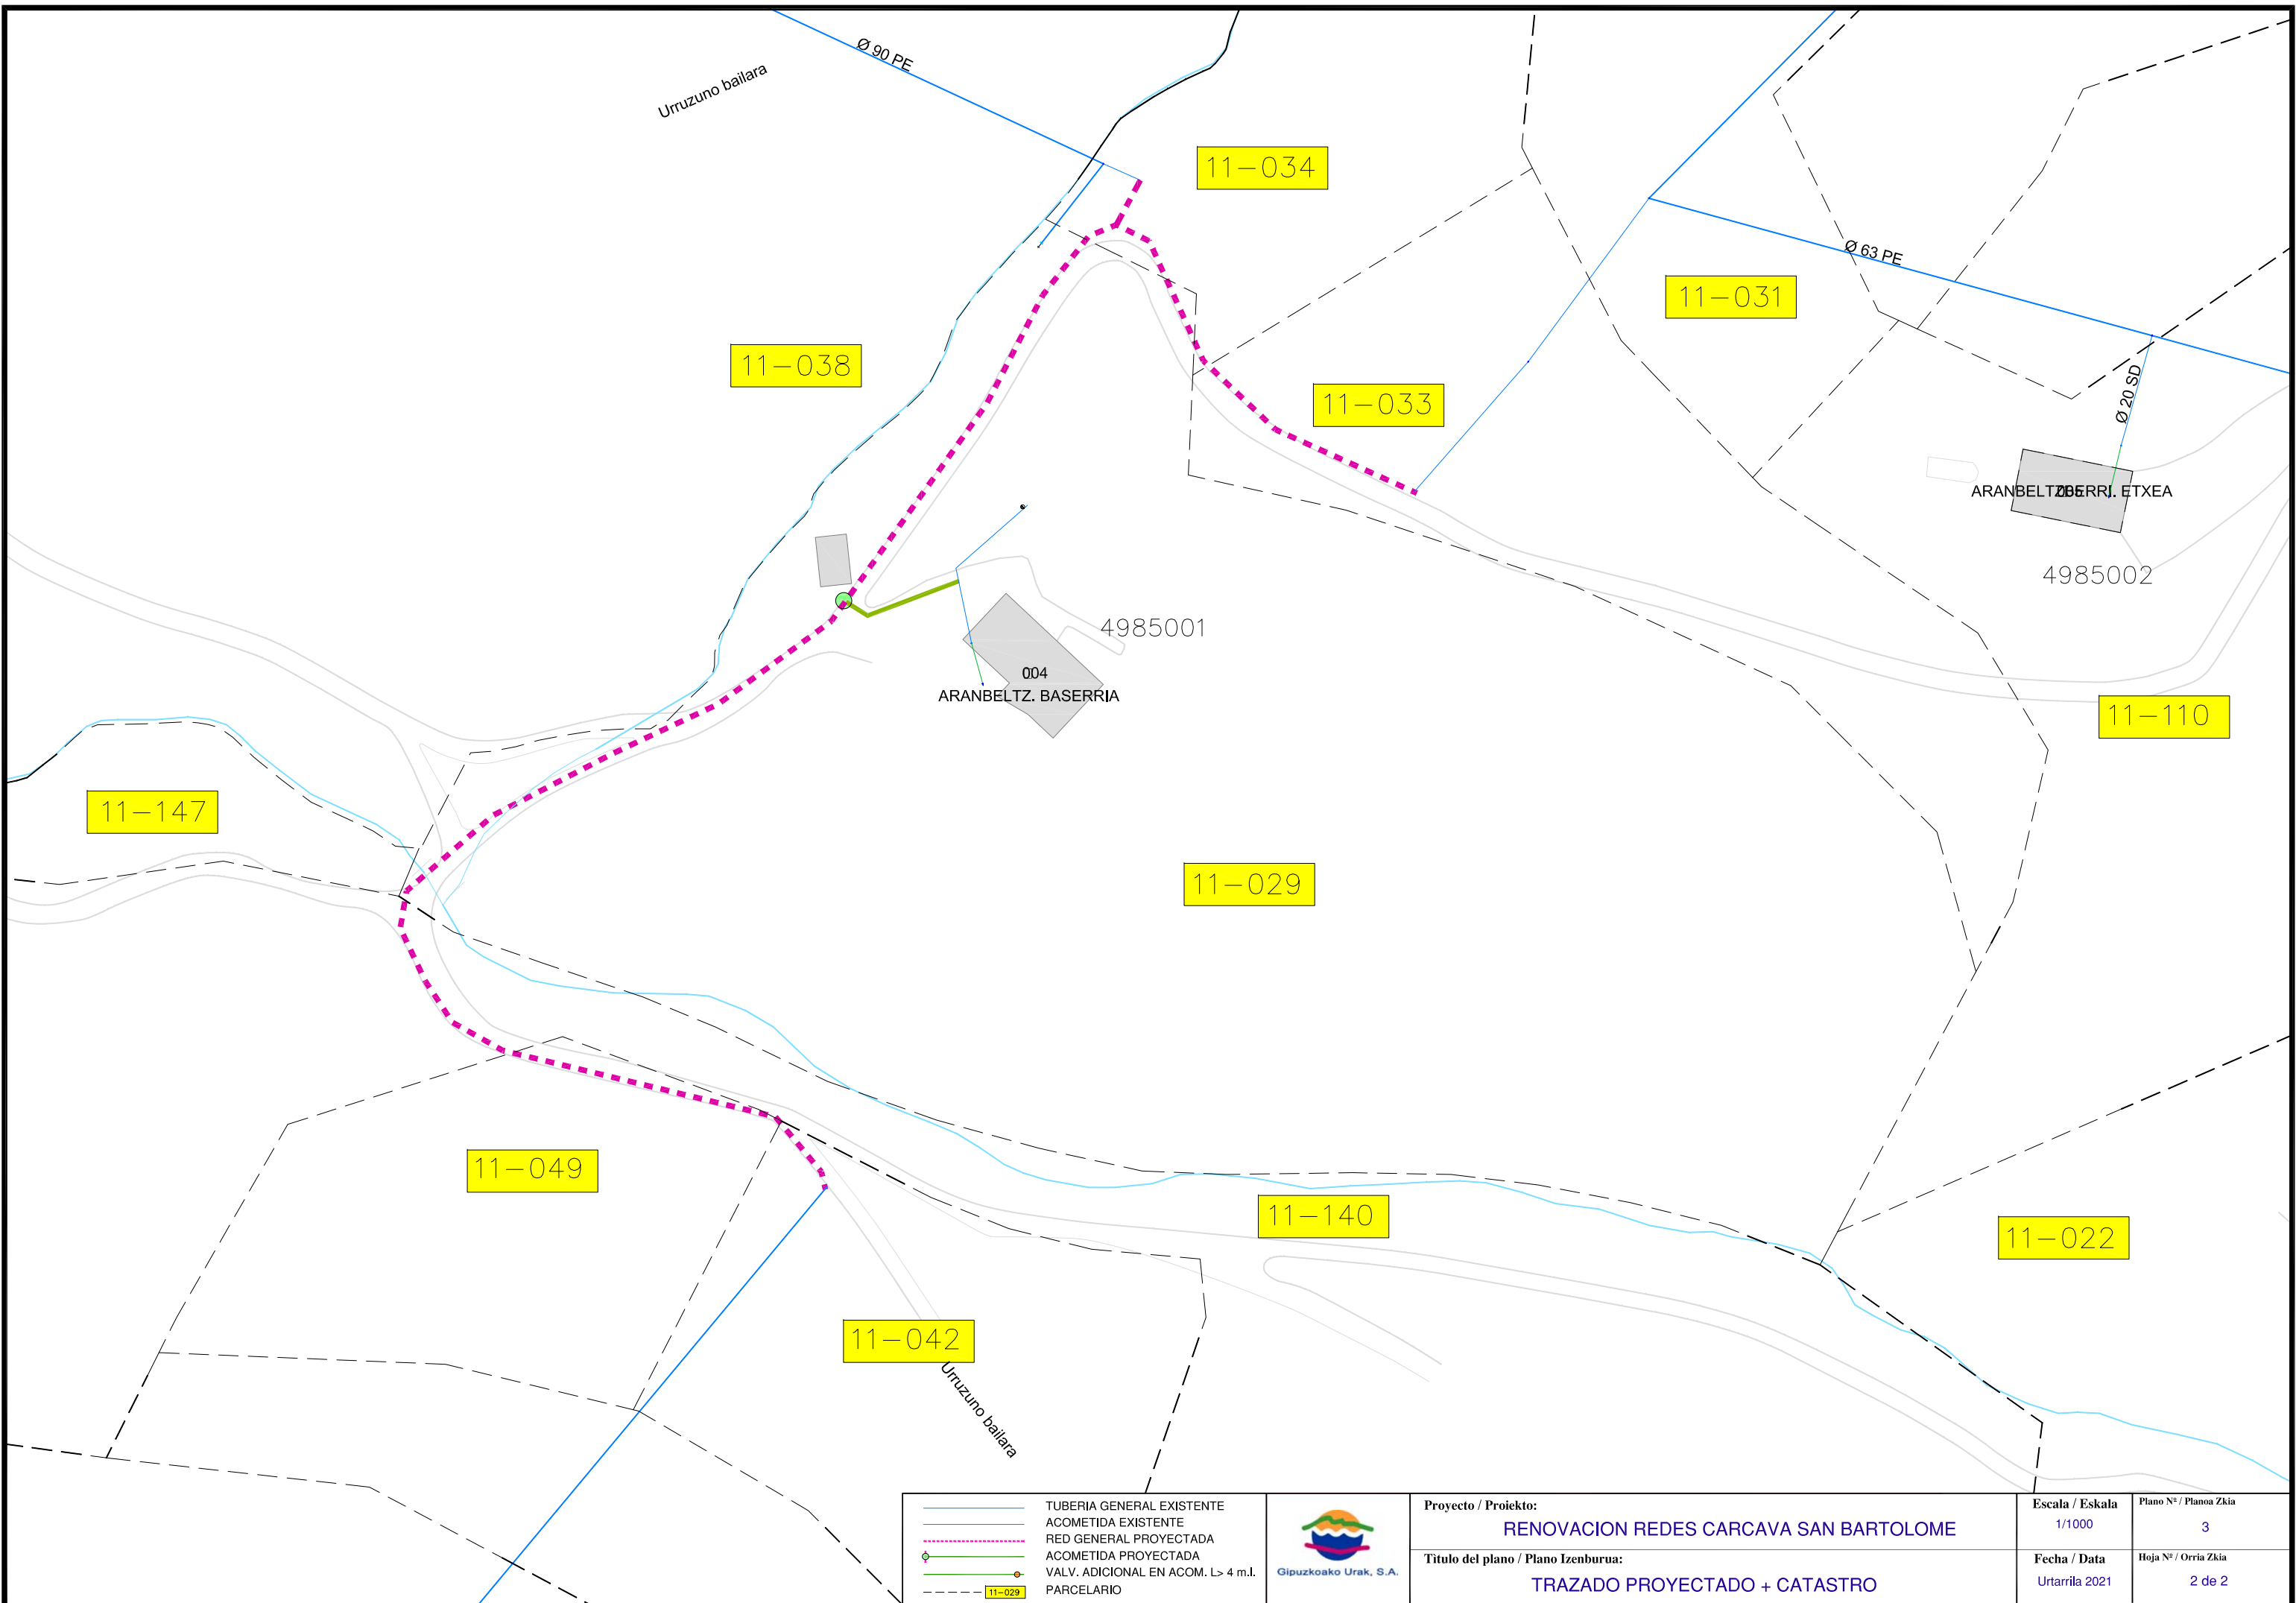 Ø 90 PE
Urruzuno bailara
11-034
Ø 63 PE
11-031
11-038
11-033
Ø 20 SD
ARANBELTZ BERRI. ETXEA
4985002
4985001
004
ARANBELTZ. BASERRIA
11-110
11-147
11-029
11-049
11-140
11-022
11-042
Urruzuno bailara
TUBERIA GENERAL EXISTENTE
ACOMETIDA EXISTENTE
RED GENERAL PROYECTADA
ACOMETIDA PROYECTADA
VALV. ADICIONAL EN ACOM. L> 4 m.l.
11-029 PARCELARIO
Gipuzkoako Urak, S.A.
Proyecto / Proiekto:
RENOVACION REDES CARCAVA SAN BARTOLOME
Titulo del plano / Plano Izenburua:
TRAZADO PROYECTADO + CATASTRO
Escala / Eskala
1/1000
Plano Nº / Planoa Zkia
3
Fecha / Data
Urtarrila 2021
Hoja Nº / Orria Zkia
2 de 2